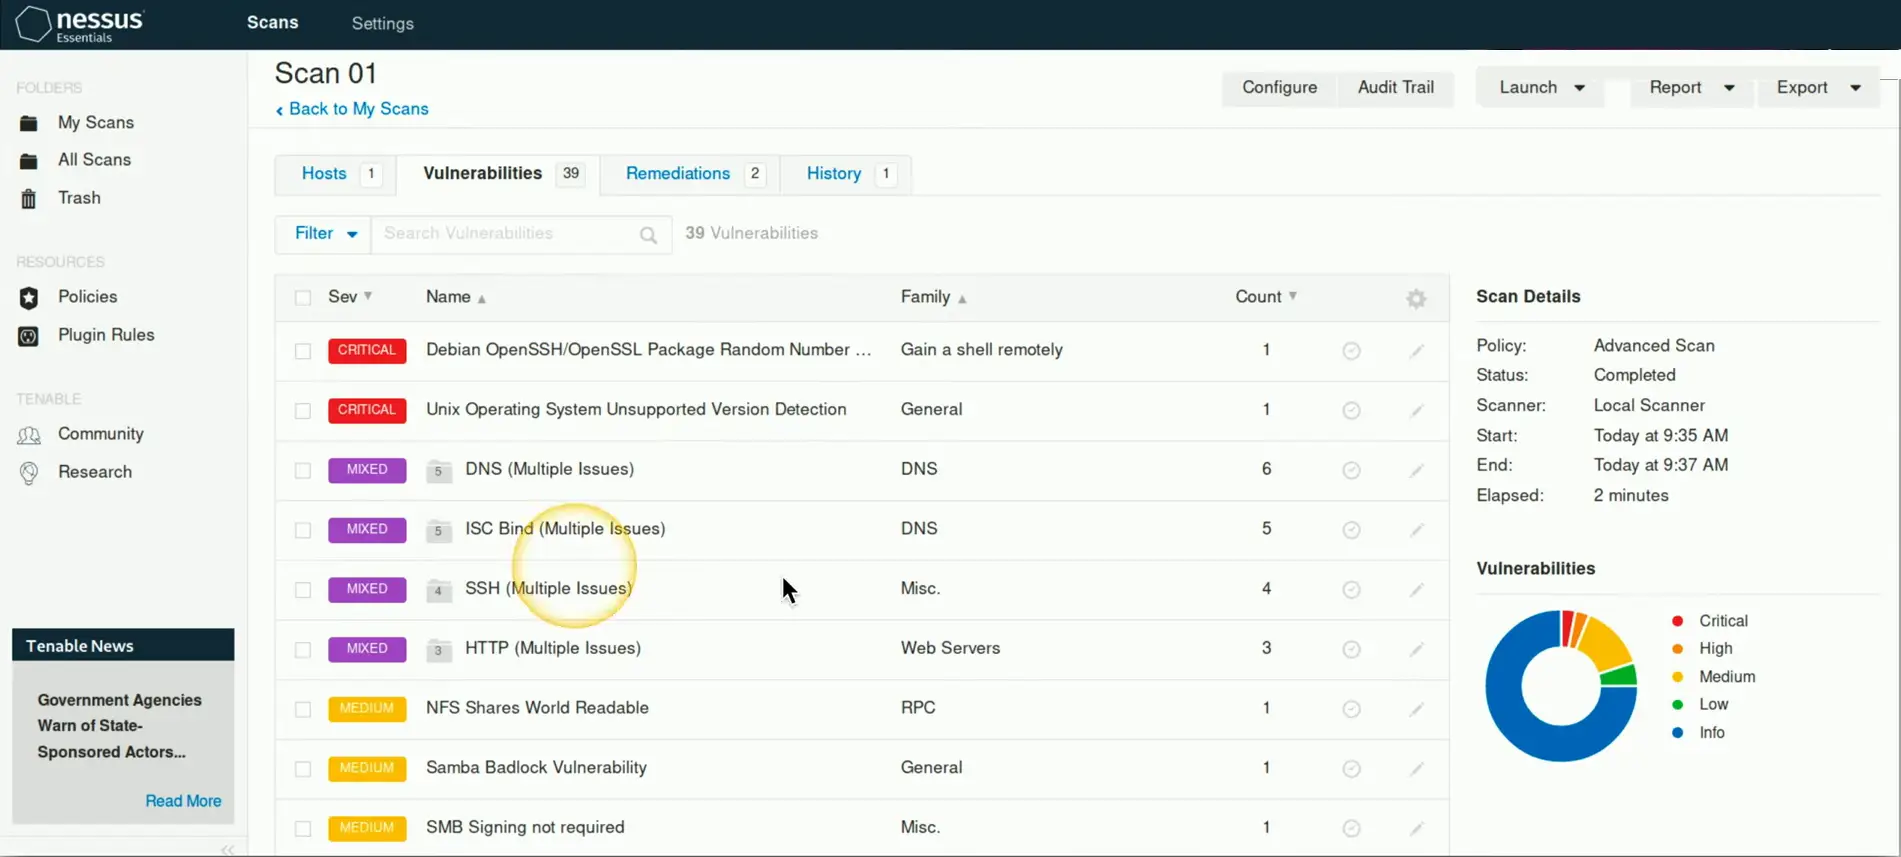 nessus
Essentials
Scans
Settings
FOLDERS
My Scans
All Scans
Trash
RESOURCES
Policies
Plugin Rules
TENABLE
Community
Research
Tenable News
Government Agencies
Warn of State-
Sponsored Actors...
Read More
Scan 01
Back to My Scans
Configure Audit Trail Launch Report Export
Hosts 1 Vulnerabilities 39 Remediations 2 History 1
Filter Search Vulnerabilities 39 Vulnerabilities
Sev Name Family Count
CRITICAL Debian OpenSSH/OpenSSL Package Random Number ... Gain a shell remotely 1
CRITICAL Unix Operating System Unsupported Version Detection General 1
MIXED 5 DNS (Multiple Issues) DNS 6
MIXED 5 ISC Bind (Multiple Issues) DNS 5
MIXED 4 SSH (Multiple Issues) Misc. 4
MIXED 3 HTTP (Multiple Issues) Web Servers 3
MEDIUM NFS Shares World Readable RPC 1
MEDIUM Samba Badlock Vulnerability General 1
MEDIUM SMB Signing not required Misc. 1
Scan Details
Policy: Advanced Scan
Status: Completed
Scanner: Local Scanner
Start: Today at 9:35 AM
End: Today at 9:37 AM
Elapsed: 2 minutes
Vulnerabilities
Critical
High
Medium
Low
Info